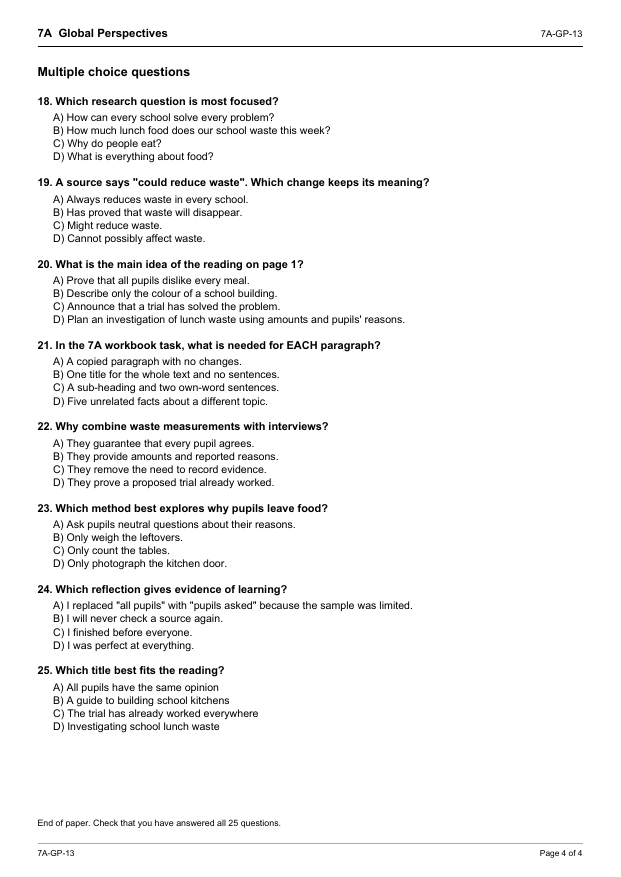 7A Global Perspectives
7A-GP-13
Multiple choice questions
18. Which research question is most focused?
A) How can every school solve every problem?
B) How much lunch food does our school waste this week?
C) Why do people eat?
D) What is everything about food?
19. A source says "could reduce waste". Which change keeps its meaning?
A) Always reduces waste in every school.
B) Has proved that waste will disappear.
C) Might reduce waste.
D) Cannot possibly affect waste.
20. What is the main idea of the reading on page 1?
A) Prove that all pupils dislike every meal.
B) Describe only the colour of a school building.
C) Announce that a trial has solved the problem.
D) Plan an investigation of lunch waste using amounts and pupils' reasons.
21. In the 7A workbook task, what is needed for EACH paragraph?
A) A copied paragraph with no changes.
B) One title for the whole text and no sentences.
C) A sub-heading and two own-word sentences.
D) Five unrelated facts about a different topic.
22. Why combine waste measurements with interviews?
A) They guarantee that every pupil agrees.
B) They provide amounts and reported reasons.
C) They remove the need to record evidence.
D) They prove a proposed trial already worked.
23. Which method best explores why pupils leave food?
A) Ask pupils neutral questions about their reasons.
B) Only weigh the leftovers.
C) Only count the tables.
D) Only photograph the kitchen door.
24. Which reflection gives evidence of learning?
A) I replaced "all pupils" with "pupils asked" because the sample was limited.
B) I will never check a source again.
C) I finished before everyone.
D) I was perfect at everything.
25. Which title best fits the reading?
A) All pupils have the same opinion
B) A guide to building school kitchens
C) The trial has already worked everywhere
D) Investigating school lunch waste
End of paper. Check that you have answered all 25 questions.
7A-GP-13
Page 4 of 4